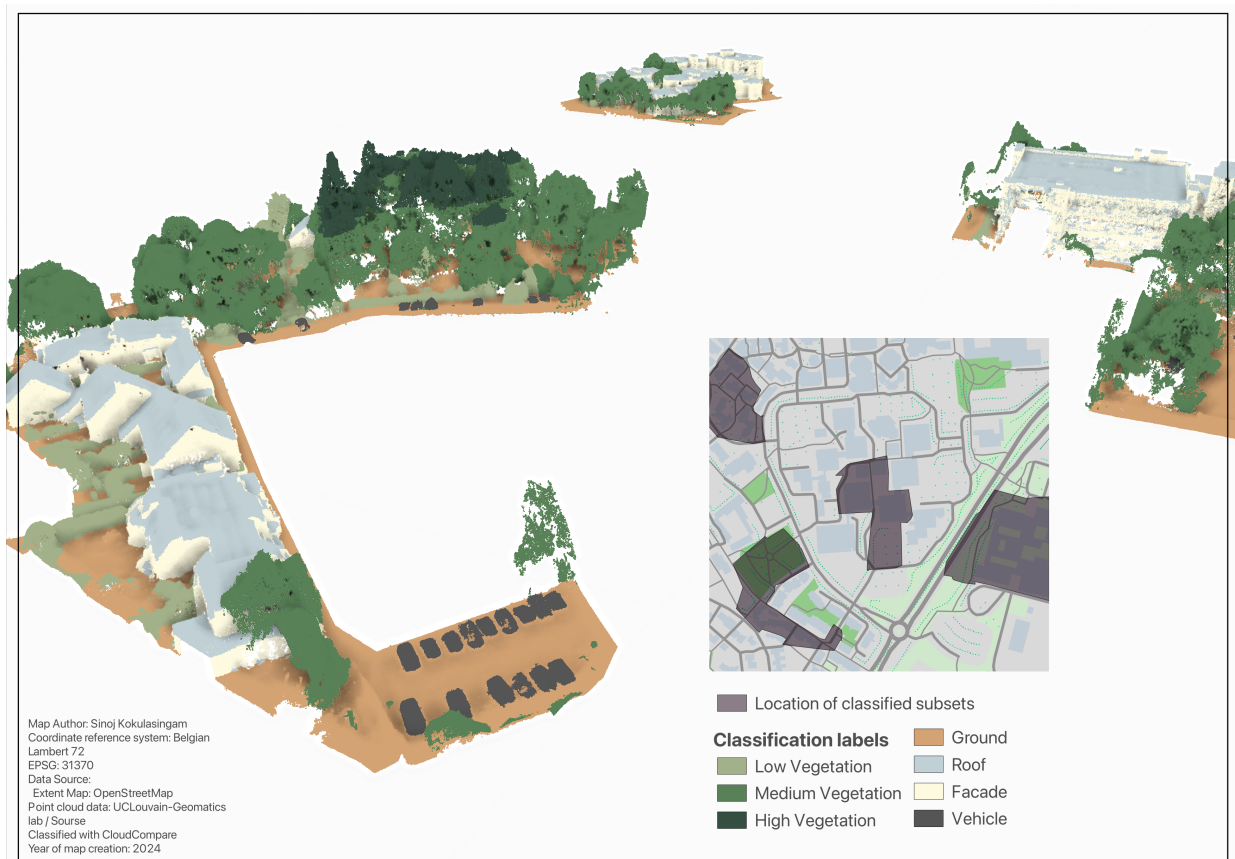 Location of classified subsets
Classification labels
Low Vegetation
Medium Vegetation
High Vegetation
Ground
Roof
Facade
Vehicle
Map Author: Sinoj Kokulasingam
Coordinate reference system: Belgian
Lambert 72
EPSG: 31370
Data Source:
Extent Map: OpenStreetMap
Point cloud data: UCLouvain-Geomatics
lab / Sourse
Classified with CloudCompare
Year of map creation: 2024